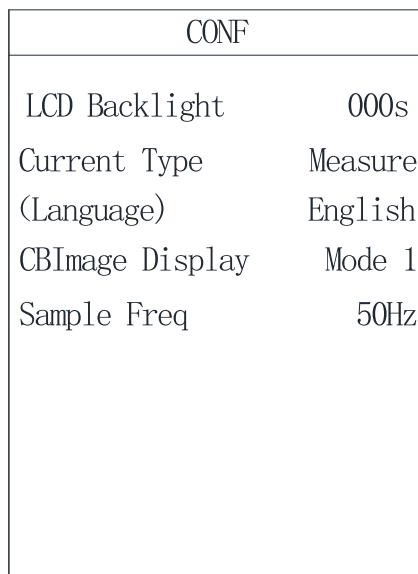 CONF
LCD Backlight 000s
Current Type Measure
(Language) English
CBImage Display Mode 1
Sample Freq 50Hz